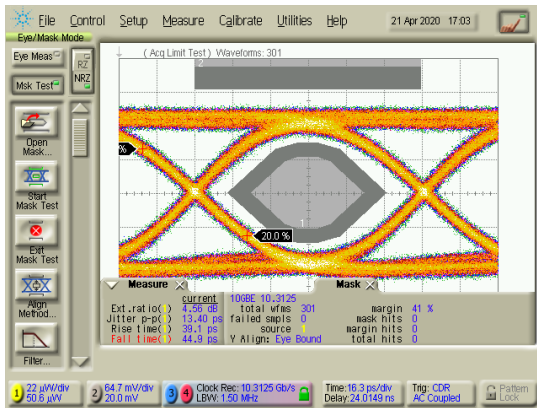 File Control Setup Measure Calibrate Utilities Help 21 Apr 2020 17:03
Eye/Mask Mode
Eye Meas
RZ
NRZ
Msk Test
(Acq Limit Test) Waveforms: 301
2
Open
Mask...
%
Start
Mask Test
1
20.0 %
Exit
Mask Test
Align
Method...
Filter...
Measure
Mask
current
Ext.ratio(1) 4.56 dB
Jitter p-p(1) 13.40 ps
Rise time(1) 39.1 ps
Fall time(1) 44.9 ps
10GBE 10.3125
total wfms 301 margin 41 %
failed smpls 0 mask hits 0
source 1 margin hits 0
Y Align: Eye Bound total hits 0
1 22 µW/div
50.6 µW
2 64.7 mV/div
20.0 mV
3 4 Clock Rec:10.3125 Gb/s
LBW: 1.50 MHz
Time:16.3 ps/div
Delay:24.0149 ns
Trig: CDR
AC Coupled
Pattern
Lock